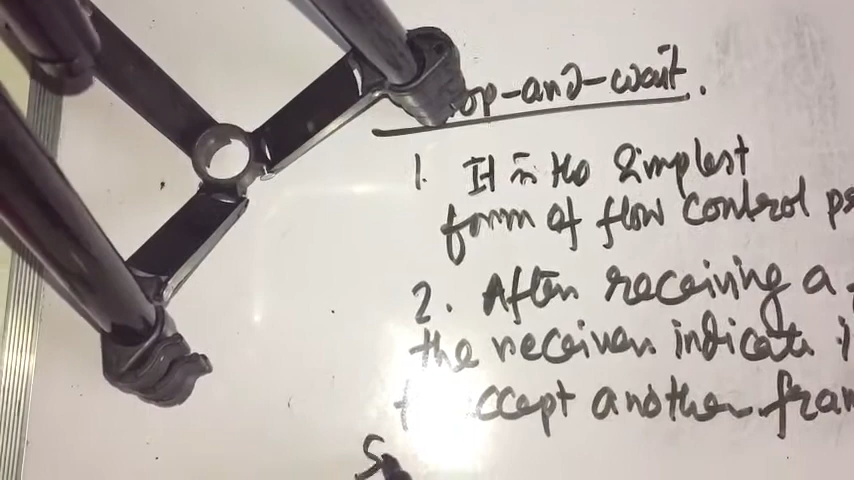 op-and-wait.
1. It is the simplest
form of flow control
2. After receiving a
the receiver indicate
ccept another fram
S